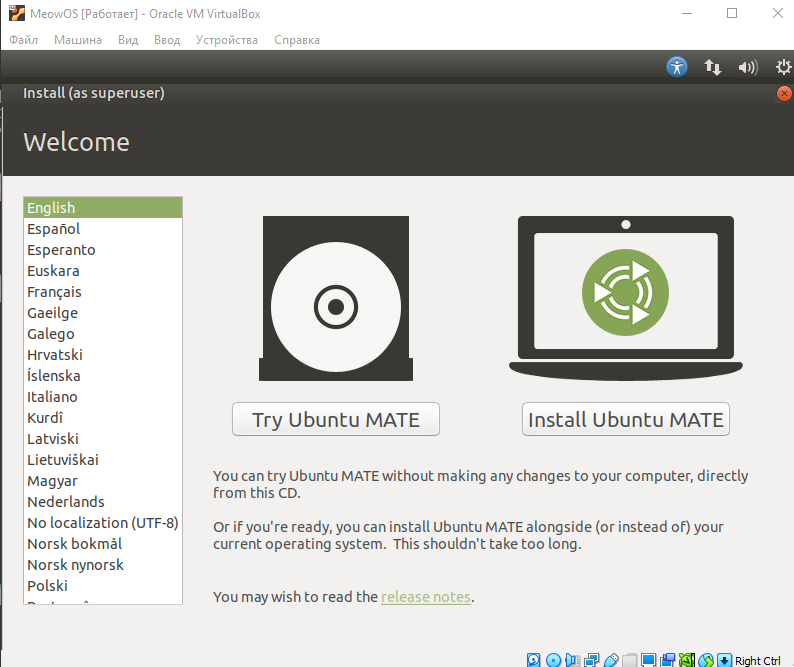 MeowOS [Работает] - Oracle VM VirtualBox
Файл Машина Вид Ввод Устройства Справка
Install (as superuser)
Welcome
English
Español
Esperanto
Euskara
Français
Gaeilge
Galego
Hrvatski
Íslenska
Italiano
Kurdî
Latviski
Lietuviškai
Magyar
Nederlands
No localization (UTF-8)
Norsk bokmål
Norsk nynorsk
Polski
Try Ubuntu MATE
Install Ubuntu MATE
You can try Ubuntu MATE without making any changes to your computer, directly
from this CD.
Or if you're ready, you can install Ubuntu MATE alongside (or instead of) your
current operating system. This shouldn't take too long.
You may wish to read the release notes.
Right Ctrl